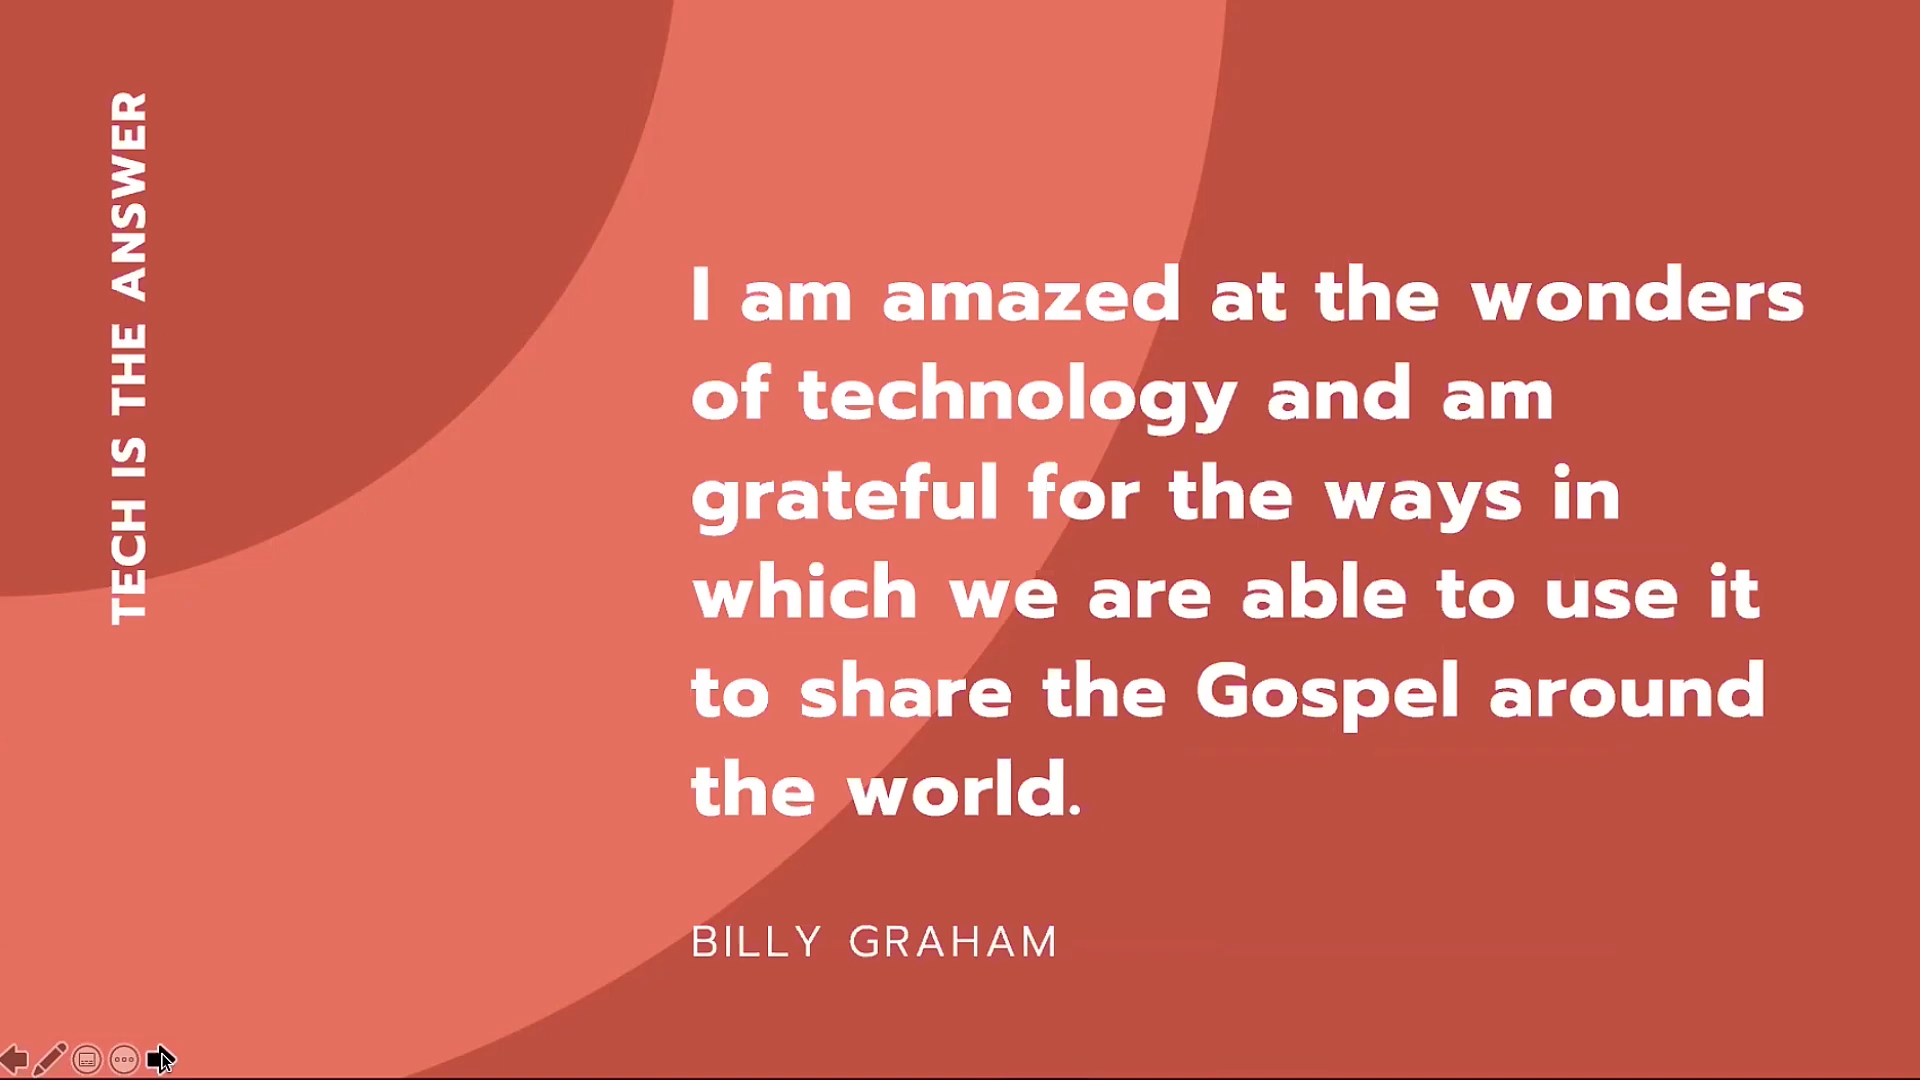 TECH IS THE ANSWER
I am amazed at the wonders
of technology and am
grateful for the ways in
which we are able to use it
to share the Gospel around
the world.
BILLY GRAHAM